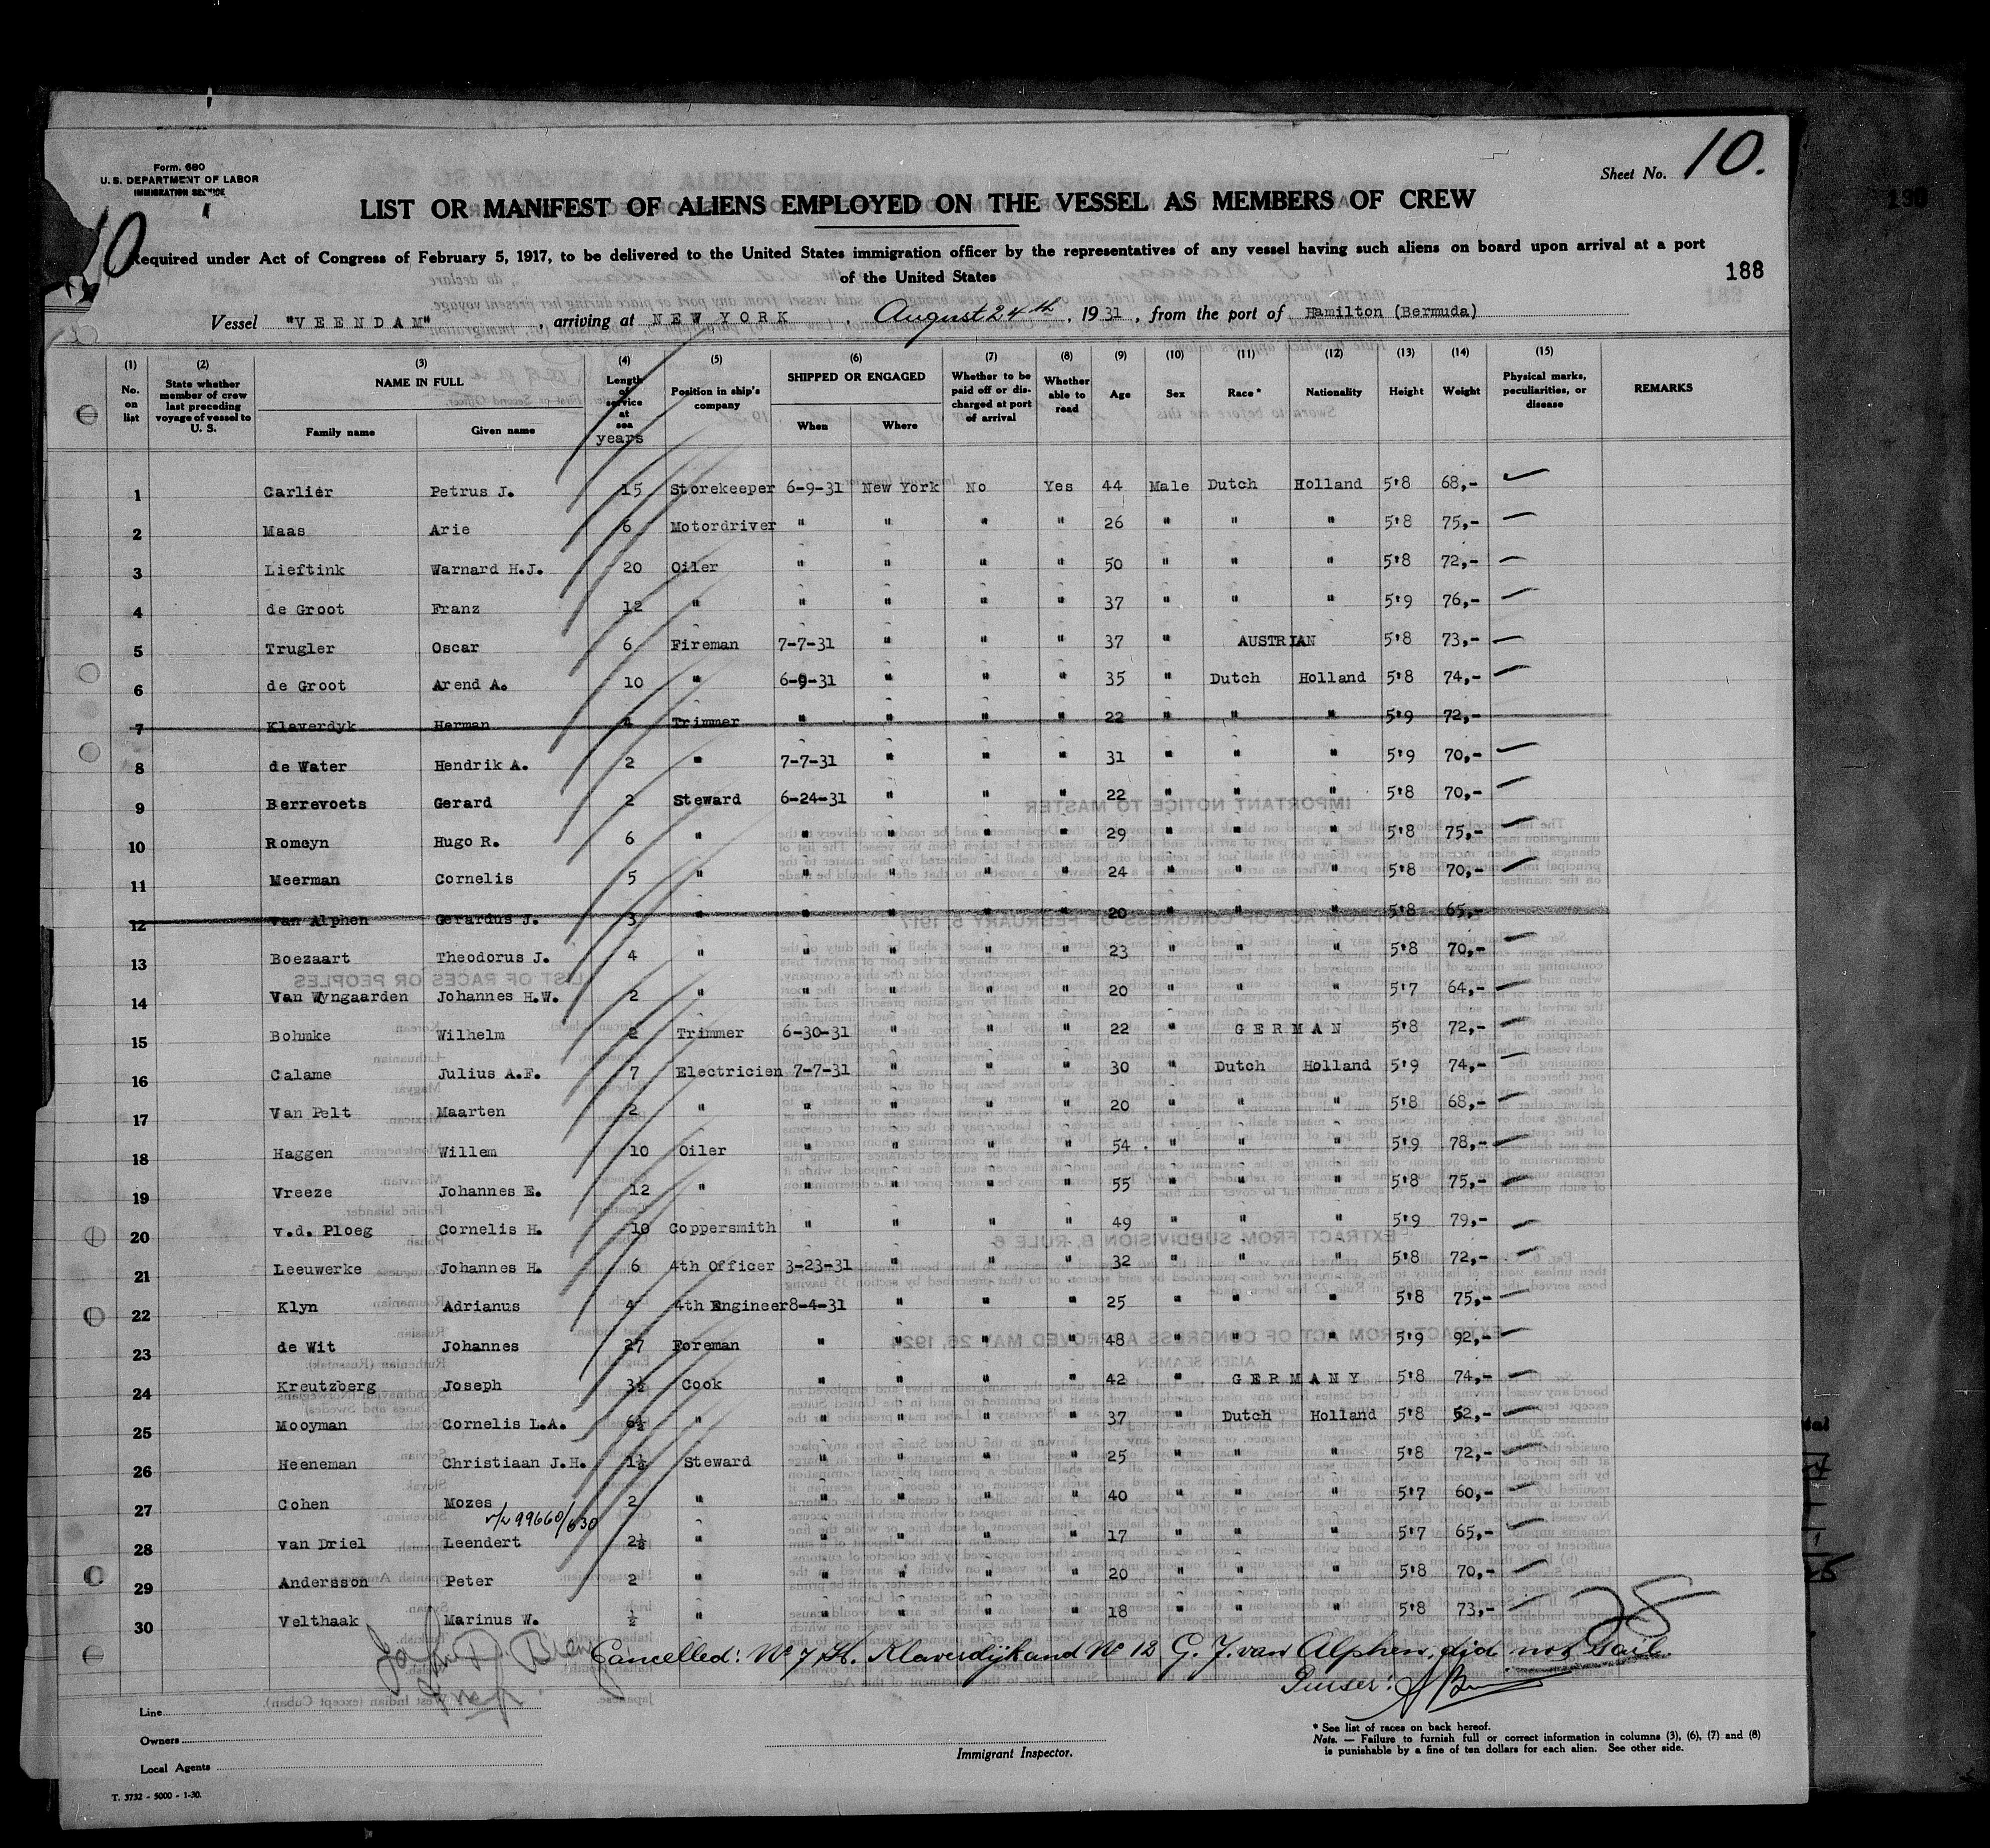 Form. 680
U. S. DEPARTMENT OF LABOR
IMMIGRATION SERVICE
Sheet No. 10.
10
LIST OR MANIFEST OF ALIENS EMPLOYED ON THE VESSEL AS MEMBERS OF CREW
Required under Act of Congress of February 5, 1917, to be delivered to the United States immigration officer by the representatives of any vessel having such aliens on board upon arrival at a port
of the United States
188
Vessel "VEENDAM", arriving at NEW YORK, August 24th, 1931, from the port of Hamilton (Bermuda)
(1) (2) (3) (4) (5) (6) (7) (8) (9) (10) (11) (12) (13) (14) (15)
No. on list State whether member of crew last preceding voyage of vessel to U. S. NAME IN FULL Family name Given name Length of service at sea years Position in ship's company SHIPPED OR ENGAGED When Where Whether to be paid off or discharged at port of arrival Whether able to read Age Sex Race* Nationality Height Weight Physical marks, peculiarities, or disease REMARKS
1 Carlier Petrus J. 15 Storekeeper 6-9-31 New York No Yes 44 Male Dutch Holland 5'8 68,-
2 Maas Arie 6 Motordriver " " " " 26 " " " 5'8 75,-
3 Lieftink Warnard H.J. 20 Oiler " " " " 50 " " " 5'8 72,-
4 de Groot Franz 12 " " " " " 37 " " " 5'9 76,-
5 Trugler Oscar 6 Fireman 7-7-31 " " " 37 " AUSTRIAN 5'8 73,-
6 de Groot Arend A. 10 " 6-9-31 " " " 35 " Dutch Holland 5'8 74,-
7 Klaverdyk Herman 4 Trimmer " " " " 22 " " " 5'9 72,-
8 de Water Hendrik A. 2 " 7-7-31 " " " 31 " " " 5'9 70,-
9 Berrevoets Gerard 2 Steward 6-24-31 " " " 22 " " " 5'8 70,-
10 Romeyn Hugo R. 6 " " " " " 29 " " " 5'8 75,-
11 Meerman Cornelis 5 " " " " " 24 " " " 5'8 70,-
12 van Alphen Gerardus J. 3 " " " " " 20 " " " 5'8 65,-
13 Boezaart Theodorus J. 4 " " " " " 23 " " " 5'8 70,-
14 Van Wyngaarden Johannes H.W. 2 " " " " " 20 " " " 5'7 64,-
15 Bohmke Wilhelm 2 Trimmer 6-30-31 " " " 22 " GERMAN 5'8 72,-
16 Calame Julius A.F. 7 Electricien 7-7-31 " " " 30 " Dutch Holland 5'9 74,-
17 Van Pelt Maarten 2 " " " " " 20 " " " 5'8 68,-
18 Haggen Willem 10 Oiler " " " " 54 " " " 5'9 78,-
19 Vreeze Johannes E. 12 " " " " " 55 " " " 5'8 75,-
20 v.d. Ploeg Cornelis H. 10 Coppersmith " " " " 49 " " " 5'9 79,-
21 Leeuwerke Johannes H. 6 4th Officer 3-23-31 " " " 32 " " " 5'8 72,-
22 Klyn Adrianus 4 4th Engineer 8-4-31 " " " 25 " " " 5'8 75,-
23 de Wit Johannes 27 Foreman " " " " 48 " " " 5'9 92,-
24 Kreutzberg Joseph 3½ Cook " " " " 42 " GERMANY 5'8 74,-
25 Mooyman Cornelis L.A. 6½ " " " " " 37 " Dutch Holland 5'8 52,-
26 Heeneman Christiaan J.H. 1½ Steward " " " " 25 " " " 5'8 72,-
27 Cohen Mozes 2 " " " " " 40 " " " 5'7 60,-
99660/630
28 van Driel Leendert 2½ " " " " " 17 " " " 5'7 65,-
29 Andersson Peter 2 " " " " " 20 " " " 5'8 70,-
30 Velthaak Marinus W. ½ " " " " " 18 " " " 5'8 73,-
28
Cancelled: No 7 H. Klaverdijk and No 12 G. J. van Alphen, did not sail.
Purser:
Line
Owners
Local Agents
Immigrant Inspector.
* See list of races on back hereof.
Note. — Failure to furnish full or correct information in columns (3), (6), (7) and (8)
is punishable by a fine of ten dollars for each alien. See other side.
T. 3732 - 5000 - 1-30.